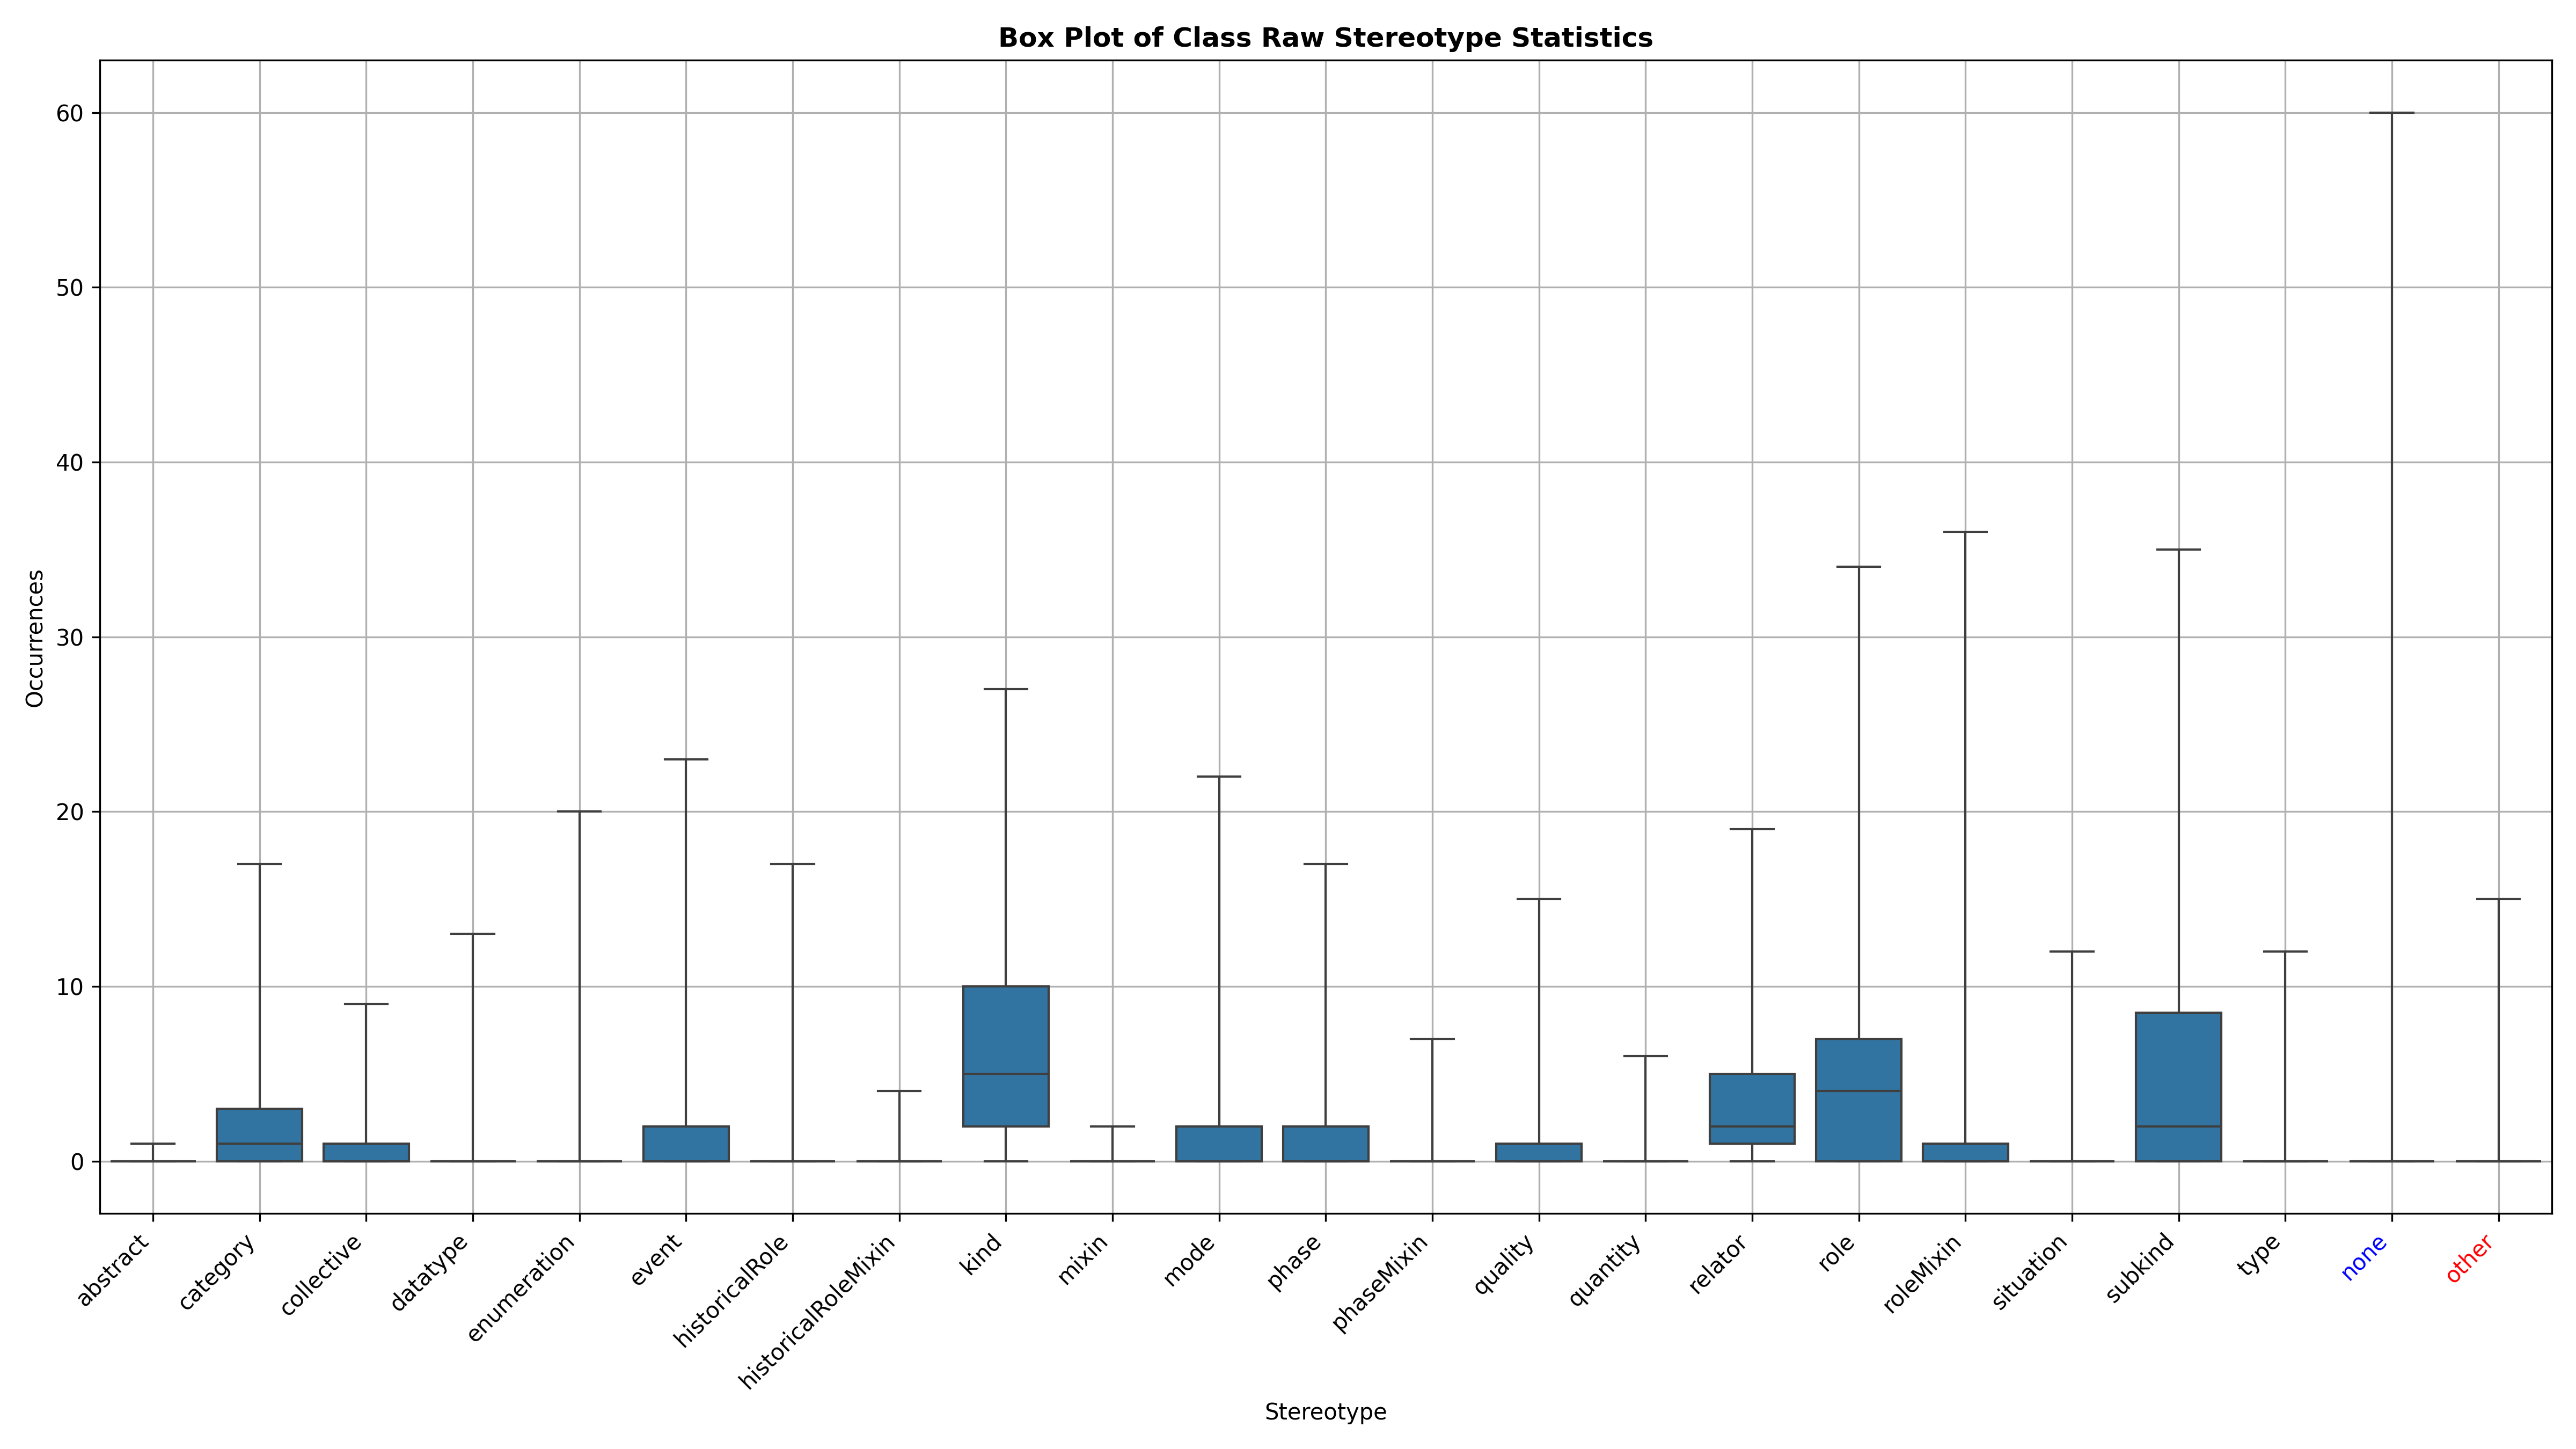 Box Plot of Class Raw Stereotype Statistics
60
50
40
30
20
10
0
Occurrences
abstract
category
collective
datatype
enumeration
event
historicalRole
historicalRoleMixin
kind
mixin
mode
phase
phaseMixin
quality
quantity
relator
role
roleMixin
situation
subkind
type
none
other
Stereotype